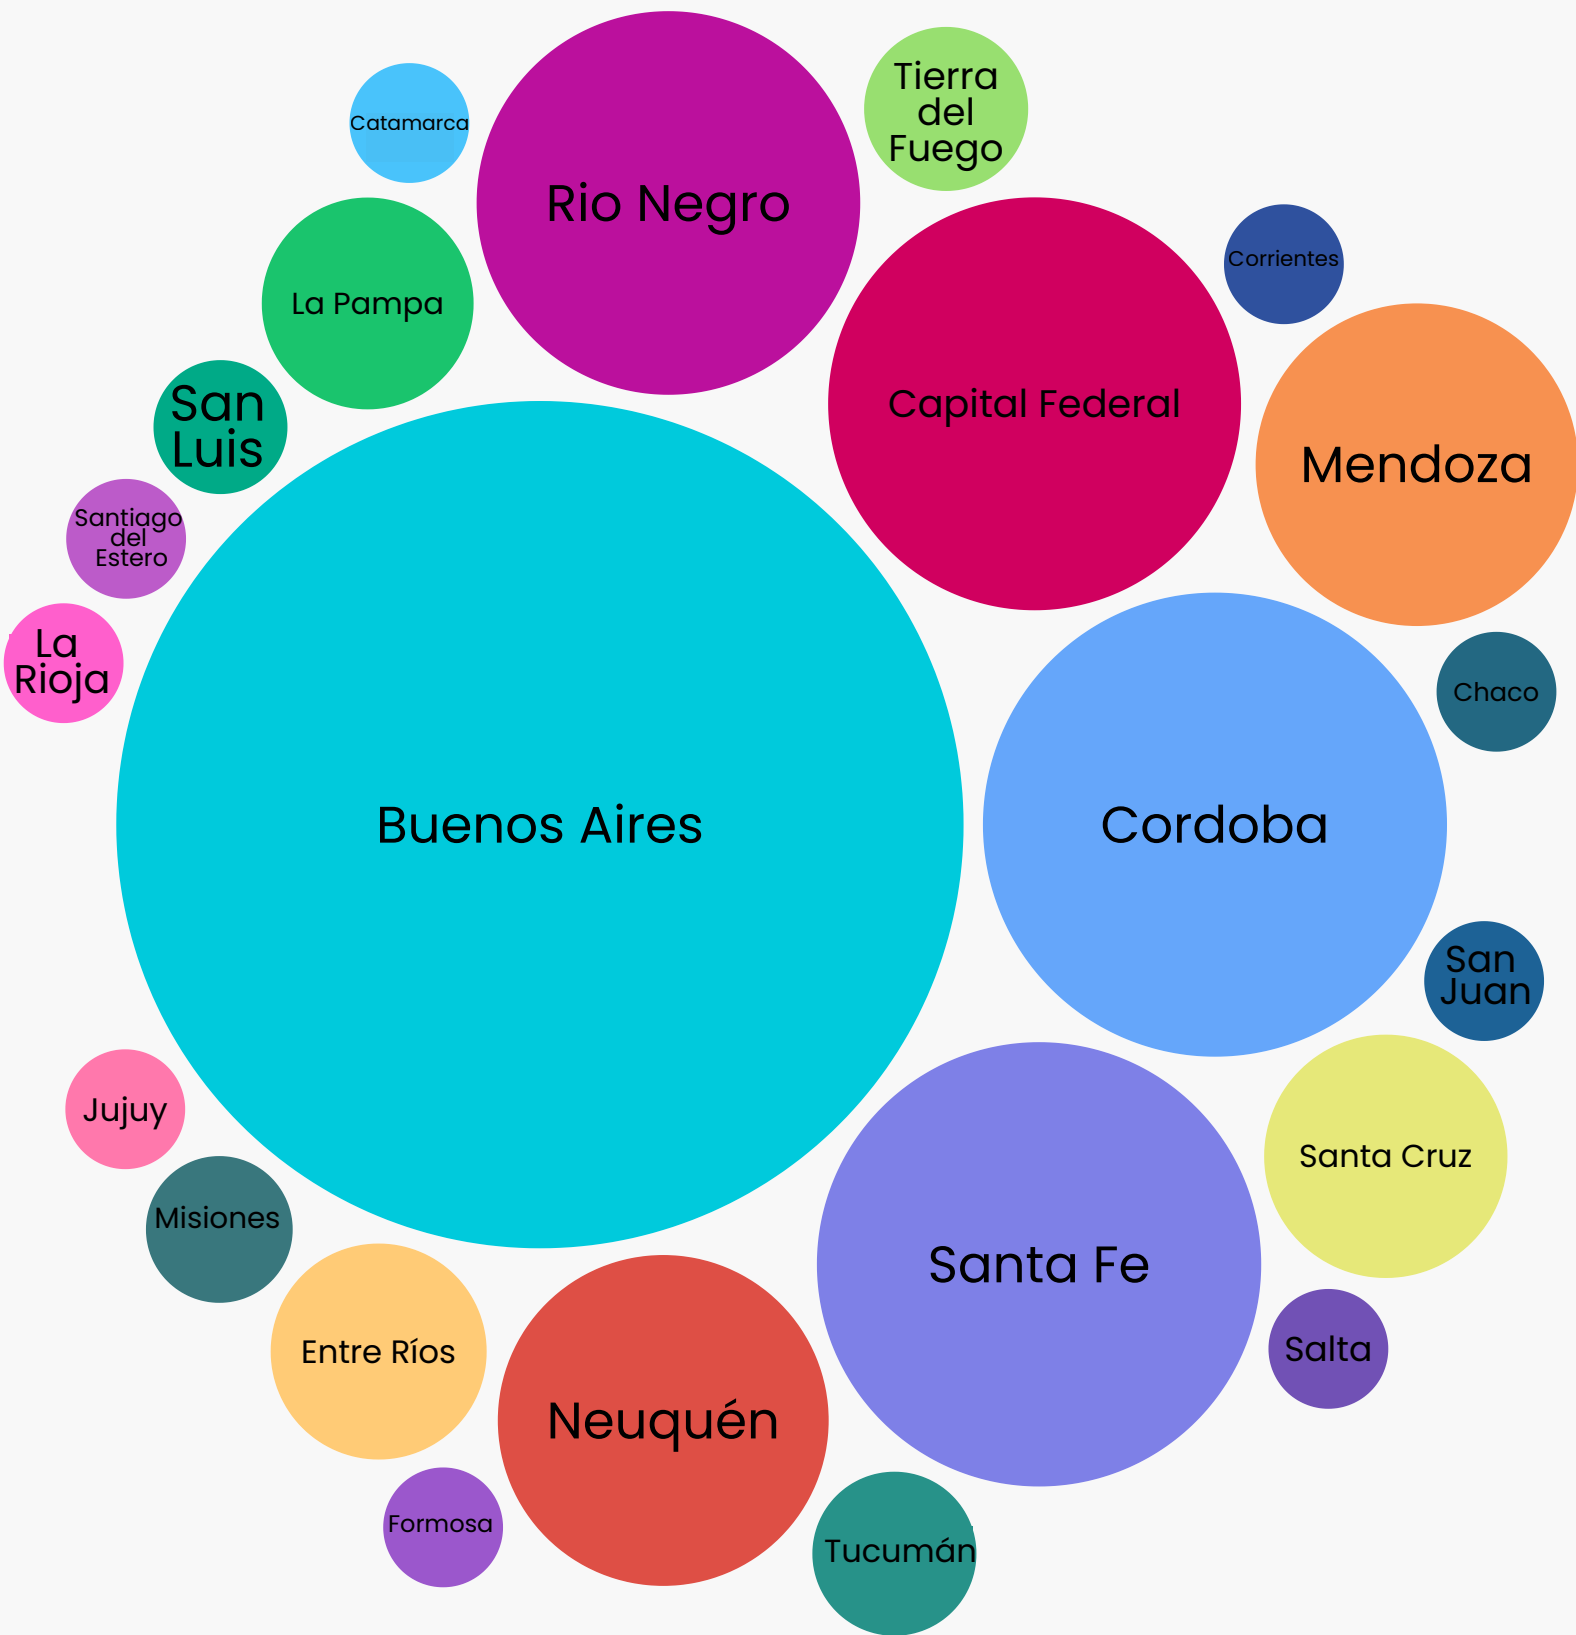 Tierra
del
Fuego
Catamarca
Rio Negro
Corrientes
La Pampa
Capital Federal
San
Luis
Mendoza
Santiago
del
Estero
La
Rioja
Chaco
Buenos Aires
Cordoba
San
Juan
Jujuy
Santa Cruz
Misiones
Santa Fe
Entre Ríos
Salta
Neuquén
Formosa
Tucumán